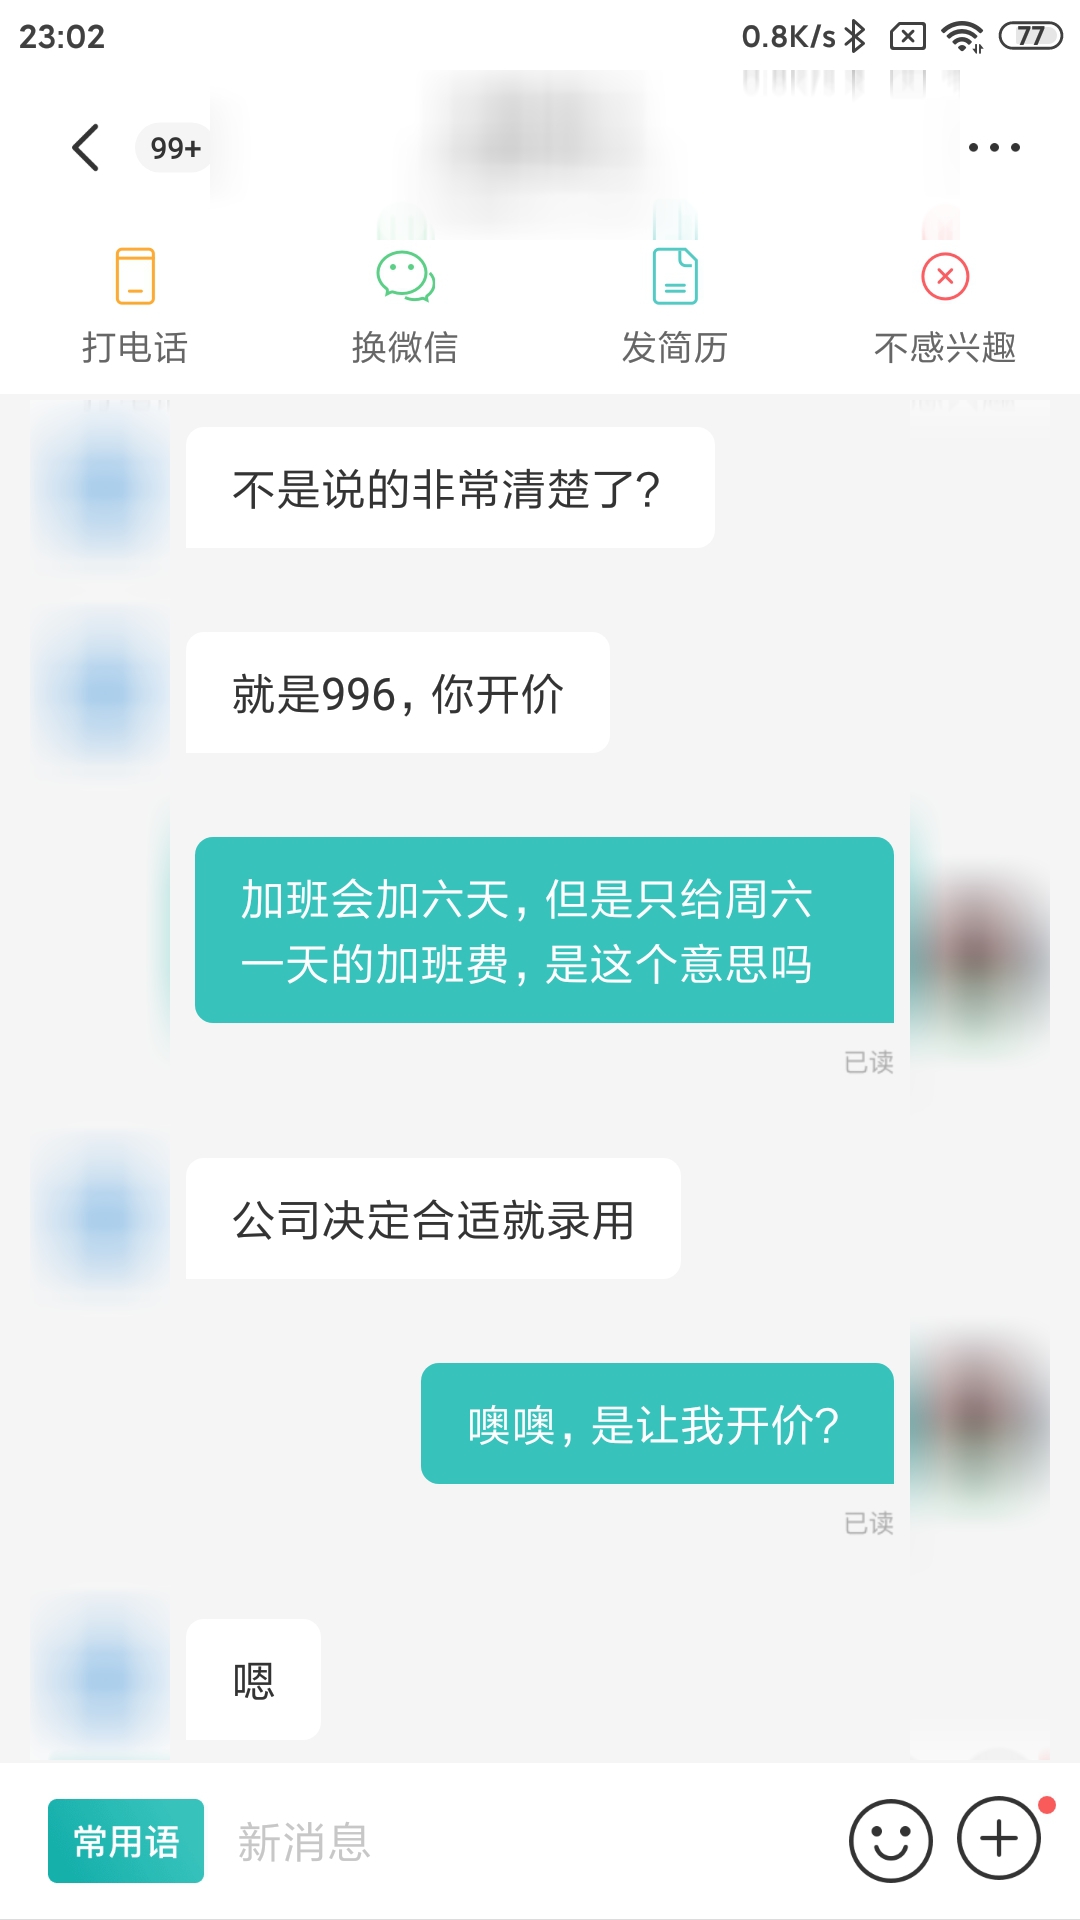 23:02
0.8K/s
77
99+
打电话
换微信
发简历
不感兴趣
不是说的非常清楚了?
就是996, 你开价
加班会加六天, 但是只给周六
一天的加班费, 是这个意思吗
已读
公司决定合适就录用
噢噢, 是让我开价?
已读
嗯
常用语
新消息